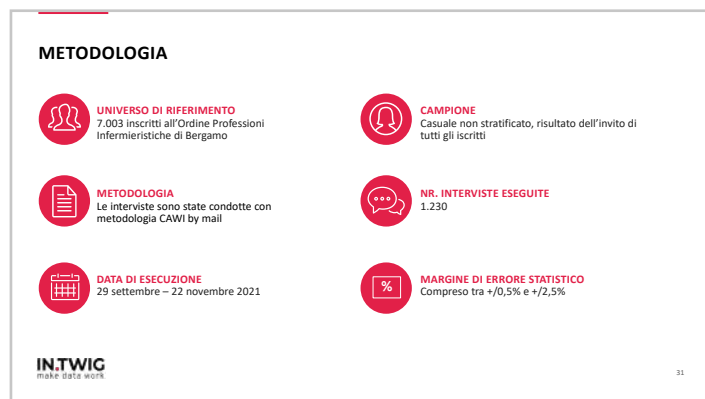 METODOLOGIA
UNIVERSO DI RIFERIMENTO
7.003 inscritti all'Ordine Professioni
Infermieristiche di Bergamo
CAMPIONE
Casuale non stratificato, risultato dell'invito di
tutti gli iscritti
METODOLOGIA
Le interviste sono state condotte con
metodologia CAWI by mail
NR. INTERVISTE ESEGUITE
1.230
DATA DI ESECUZIONE
29 settembre – 22 novembre 2021
%
MARGINE DI ERRORE STATISTICO
Compreso tra +/0,5% e +/2,5%
IN.TWIG
make data work
31